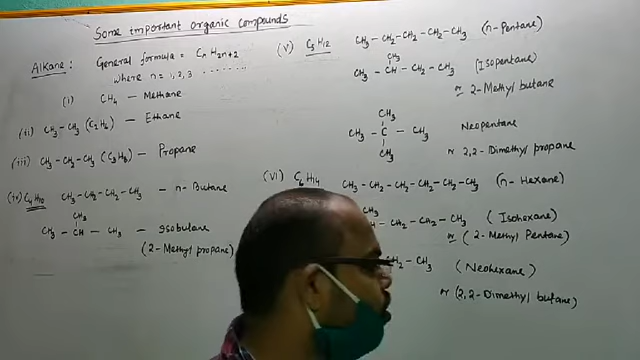 Some important organic compounds
Alkane: General formula = CnH2n+2
where n = 1, 2, 3 ........
(i) CH4 – Methane
(ii) CH3 – CH3 (C2H6) – Ethane
(iii) CH3 – CH2 – CH3 (C3H8) – Propane
(iv) C4H10 CH3 – CH2 – CH2 – CH3 – n-Butane
CH3
CH3 – CH – CH3 – Isobutane
(2-Methyl propane)
(V) C5H12 CH3 – CH2 – CH2 – CH2 – CH3 (n-Pentane)
CH3
CH3 – CH – CH2 – CH3 (Isopentane)
or 2-Methyl butane
CH3
CH3 – C – CH3 Neopentane
CH3
or 2,2-Dimethyl propane
(VI) C6H14 CH3 – CH2 – CH2 – CH2 – CH2 – CH3 (n-Hexane)
CH3
– CH2 – CH2 – CH3 (Isohexane)
or (2-Methyl Pentane)
CH2 – CH3 (Neohexane)
or (2,2-Dimethyl butane)